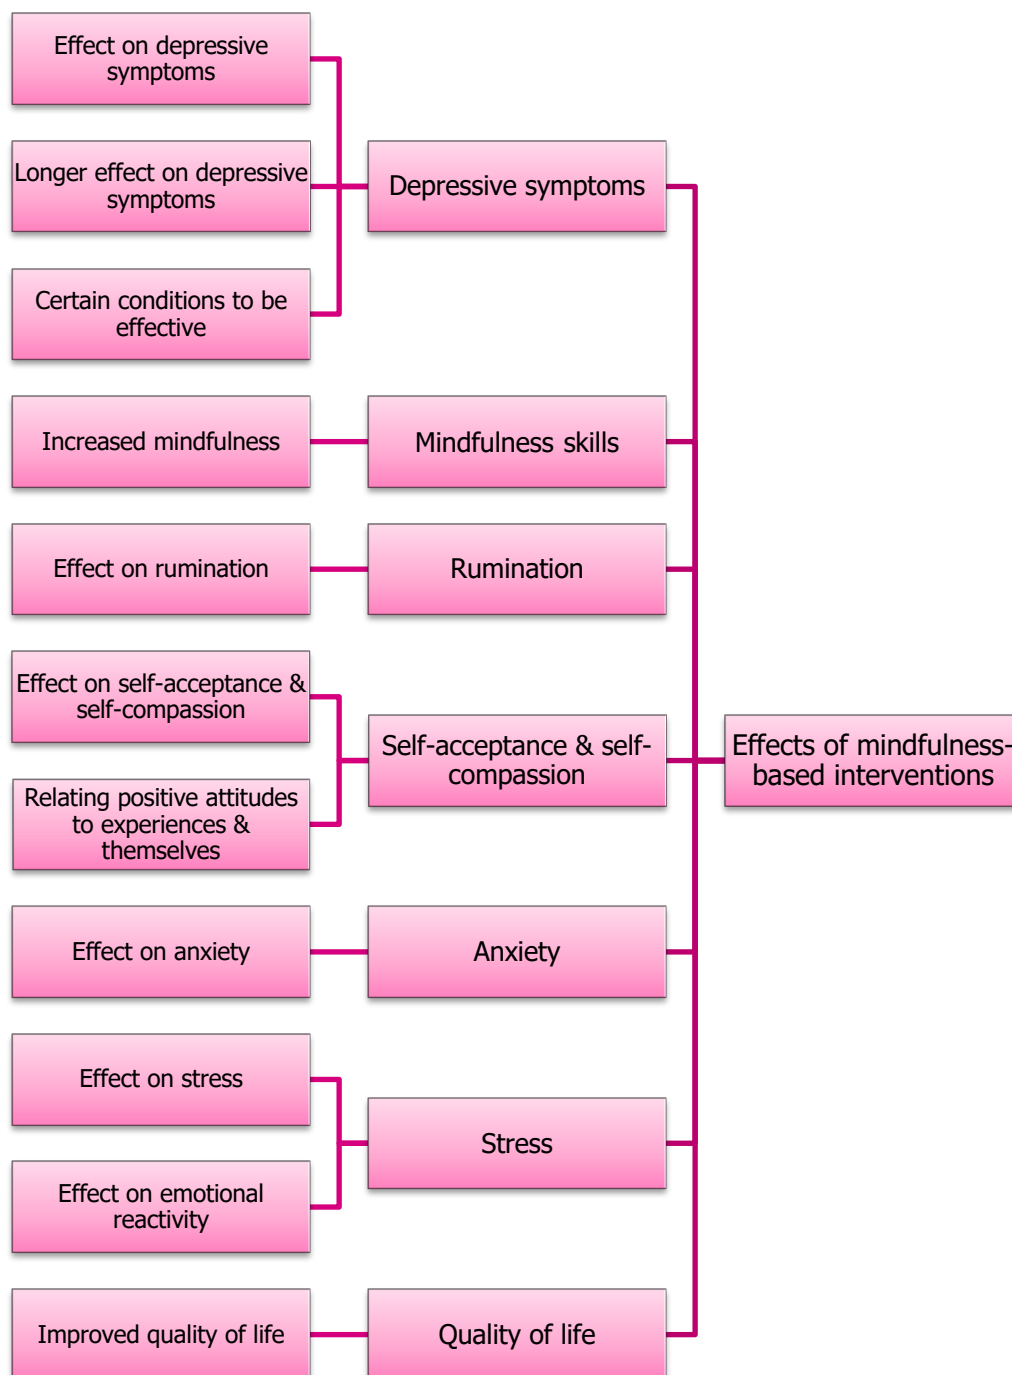 Effect on depressive
symptoms
Longer effect on depressive
symptoms
Depressive symptoms
Certain conditions to be
effective
Increased mindfulness
Mindfulness skills
Effect on rumination
Rumination
Effect on self-acceptance &
self-compassion
Self-acceptance & self-
compassion
Effects of mindfulness-
based interventions
Relating positive attitudes
to experiences &
themselves
Effect on anxiety
Anxiety
Effect on stress
Stress
Effect on emotional
reactivity
Improved quality of life
Quality of life